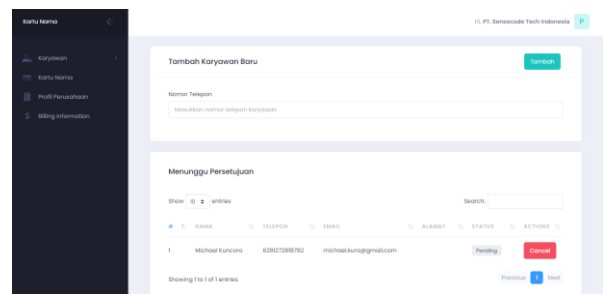 Kartu Nama
Hi, PT. Sensecode Tech Indonesia P
Karyawan
Kartu Nama
Profil Perusahaan
$ Billing Information
Tambah Karyawan Baru
Tambah
Nomor Telepon
Masukkan nomor telepon karyawan
Menunggu Persetujuan
Show 10 entries
Search:
# NAMA TELEPON EMAIL ALAMAT STATUS ACTIONS
1 Michael Kuncoro 6281272818782 michael.kuns@gmail.com Pending Cancel
Showing 1 to 1 of 1 entries
Previous 1 Next